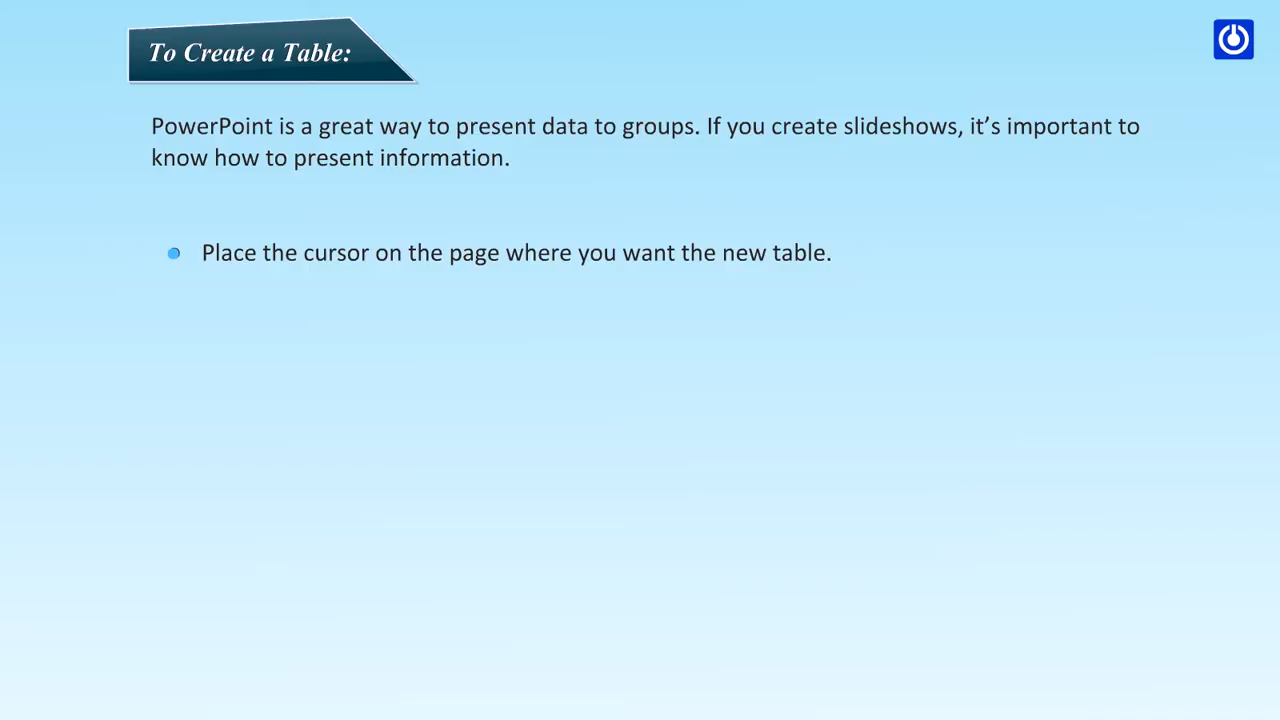 To Create a Table:
PowerPoint is a great way to present data to groups. If you create slideshows, it’s important to
know how to present information.
Place the cursor on the page where you want the new table.